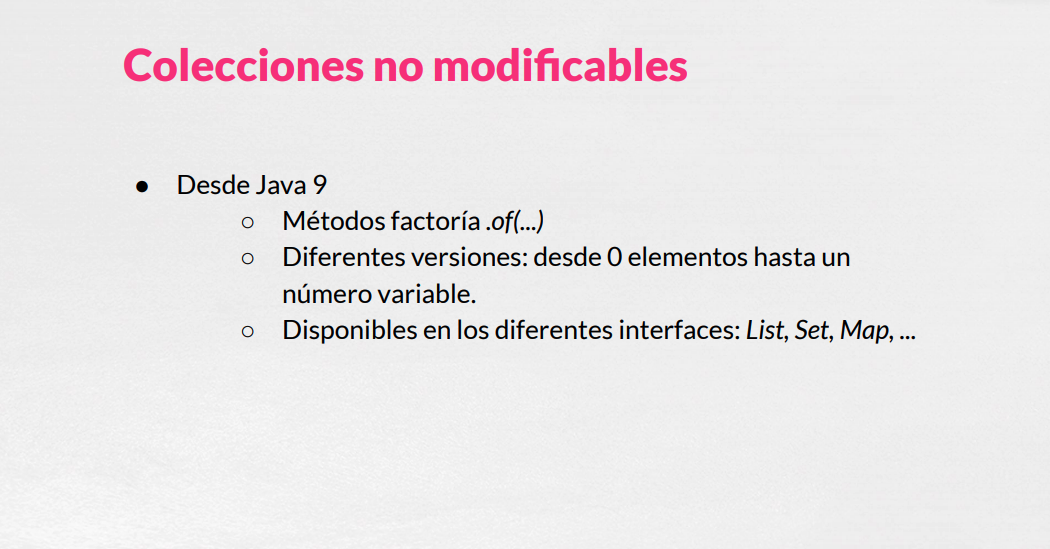 Colecciones no modificables
● Desde Java 9
○ Métodos factoría .of(...)
○ Diferentes versiones: desde 0 elementos hasta un
número variable.
○ Disponibles en los diferentes interfaces: List, Set, Map, ...